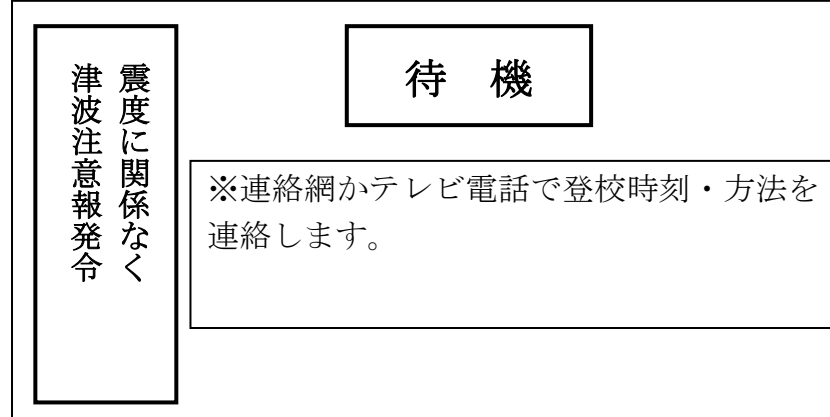 震度に関係なく
津波注意報発令
待　機
※連絡網かテレビ電話で登校時刻・方法を
連絡します。